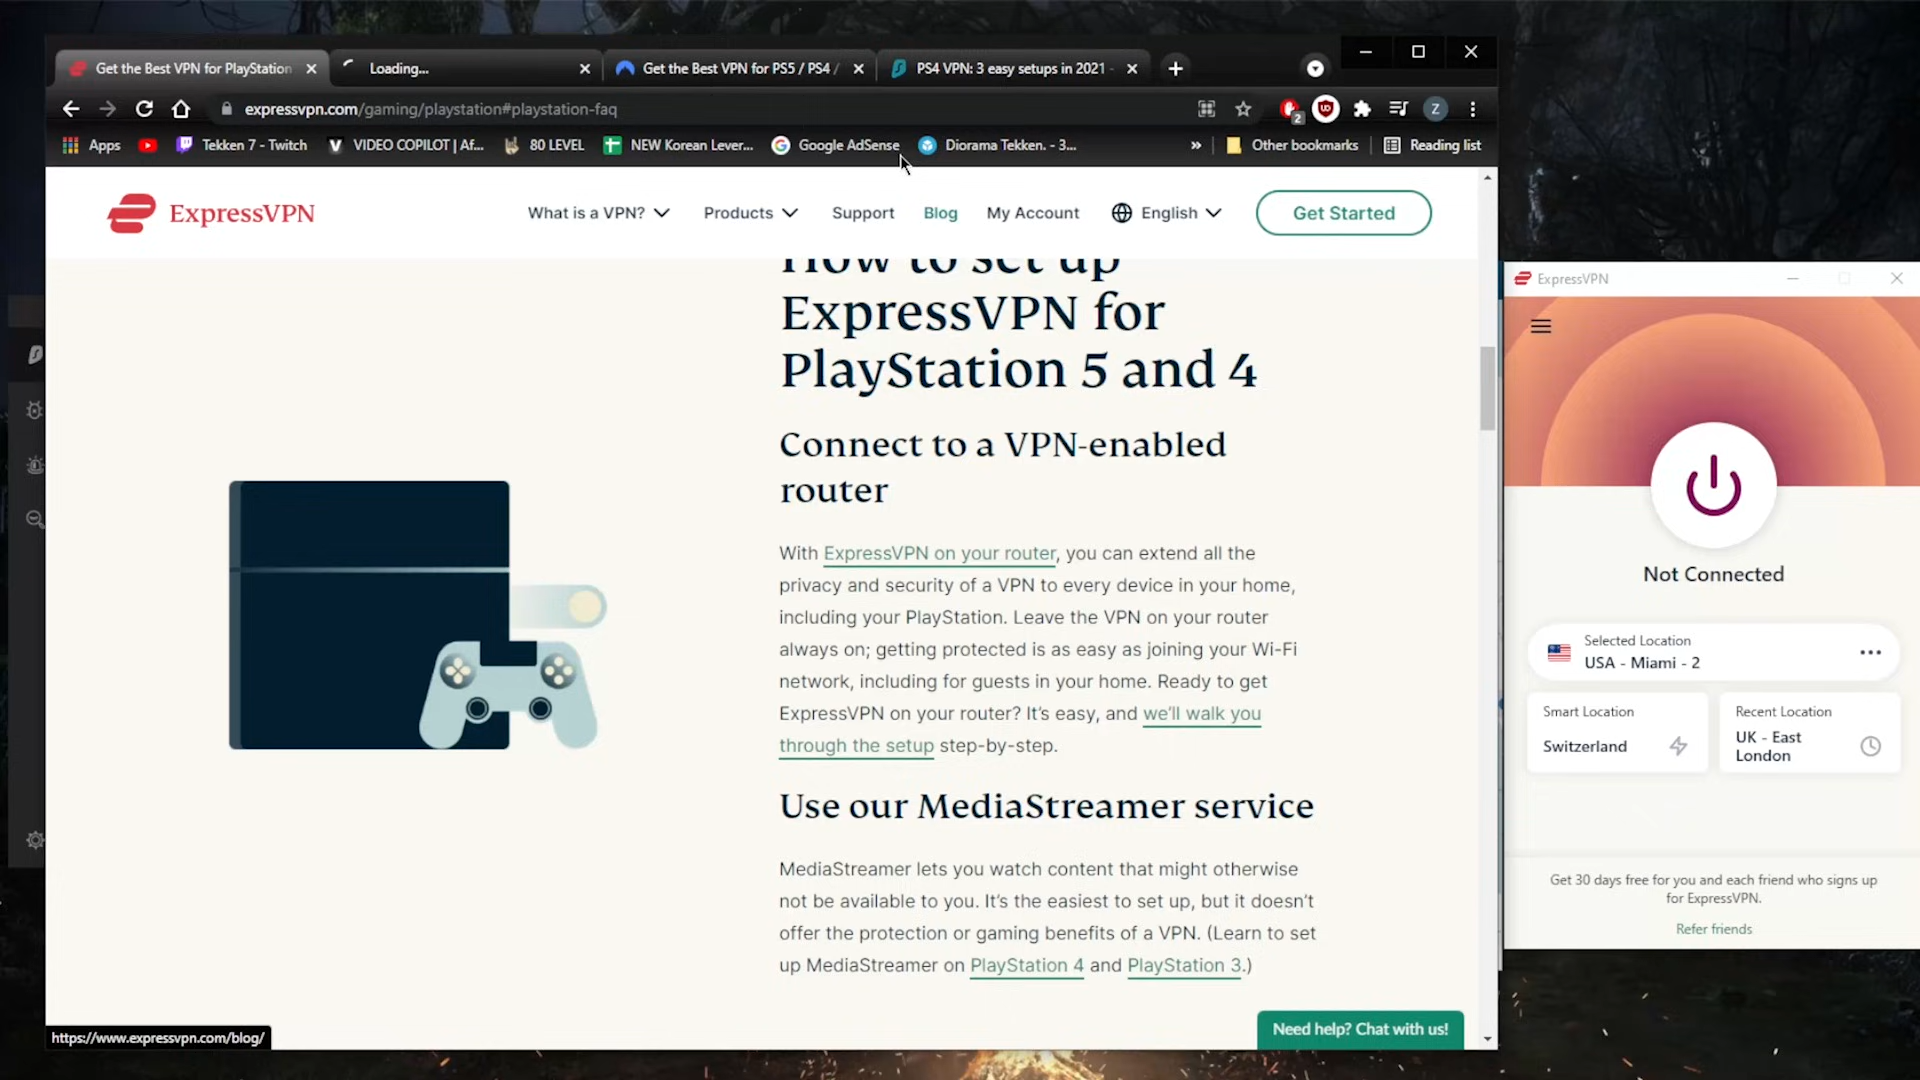 Get the Best VPN for PlayStation
Loading...
Get the Best VPN for PS5 / PS4 /
PS4 VPN: 3 easy setups in 2021 -
expressvpn.com/gaming/playstation#playstation-faq
2
Z
Apps
Tekken 7 - Twitch
V
VIDEO COPILOT | Af...
80 LEVEL
NEW Korean Lever...
Google AdSense
Diorama Tekken. - 3...
»
Other bookmarks
Reading list
ExpressVPN
What is a VPN?
Products
Support
Blog
My Account
English
Get Started
How to set up
ExpressVPN for
PlayStation 5 and 4
Connect to a VPN-enabled
router
With ExpressVPN on your router, you can extend all the
privacy and security of a VPN to every device in your home,
including your PlayStation. Leave the VPN on your router
always on; getting protected is as easy as joining your Wi-Fi
network, including for guests in your home. Ready to get
ExpressVPN on your router? It’s easy, and we’ll walk you
through the setup step-by-step.
Use our MediaStreamer service
MediaStreamer lets you watch content that might otherwise
not be available to you. It’s the easiest to set up, but it doesn’t
offer the protection or gaming benefits of a VPN. (Learn to set
up MediaStreamer on PlayStation 4 and PlayStation 3.)
Need help? Chat with us!
https://www.expressvpn.com/blog/
ExpressVPN
Not Connected
Selected Location
USA - Miami - 2
Smart Location
Switzerland
Recent Location
UK - East
London
Get 30 days free for you and each friend who signs up
for ExpressVPN.
Refer friends